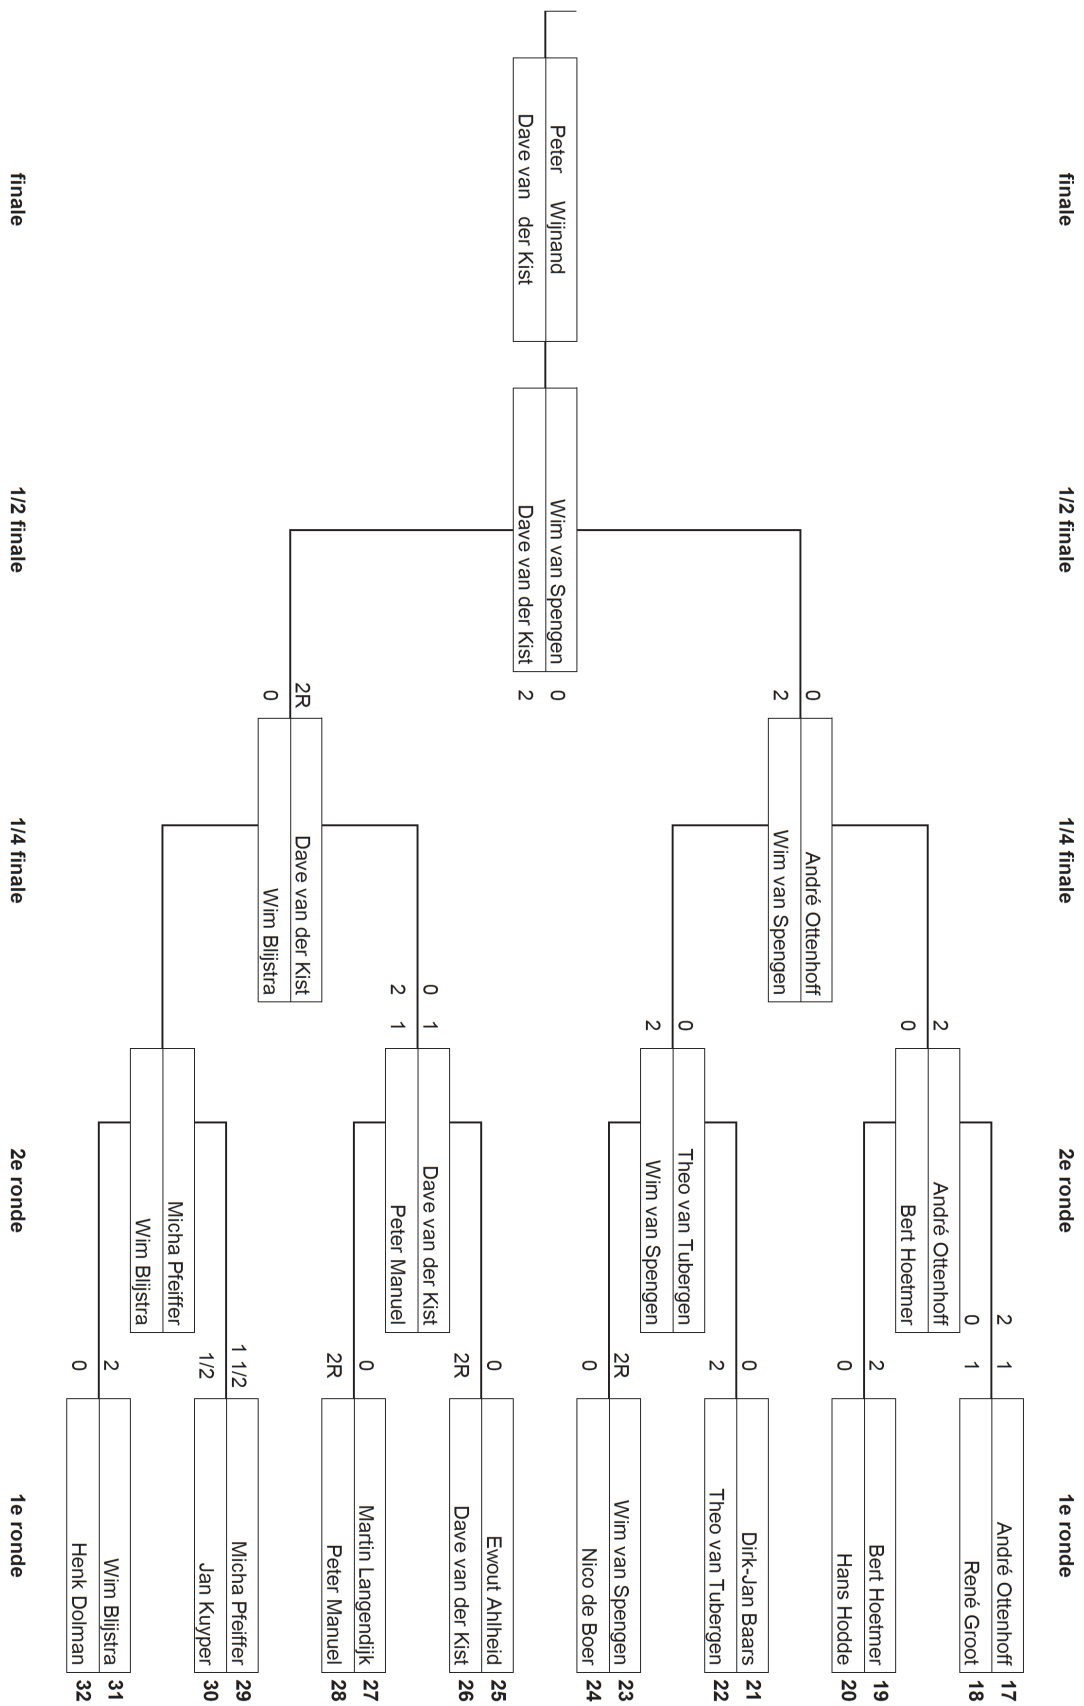 1e ronde
2e ronde
1/4 finale
1/2 finale
finale
André Ottenhoff 17
René Groot 18
2 1
0 1
Bert Hoetmer 19
Hans Hodde 20
2
0
Dirk-Jan Baars 21
Theo van Tubergen 22
0
2
Wim van Spengen 23
Nico de Boer 24
2R
0
Ewout Ahlheid 25
Dave van der Kist 26
0
2R
Martin Langendijk 27
Peter Manuel 28
0
2R
Micha Pfeiffer 29
Jan Kuyper 30
1 1/2
1/2
Wim Blijstra 31
Henk Dolman 32
2
0
André Ottenhoff
Bert Hoetmer
2
0
Theo van Tubergen
Wim van Spengen
0
2
Dave van der Kist
Peter Manuel
0 1
2 1
Micha Pfeiffer
Wim Blijstra
André Ottenhoff
Wim van Spengen
0
2
Dave van der Kist
Wim Blijstra
2R
0
Wim van Spengen
Dave van der Kist
0
2
Peter Wijnand
Dave van der Kist
1e ronde
2e ronde
1/4 finale
1/2 finale
finale